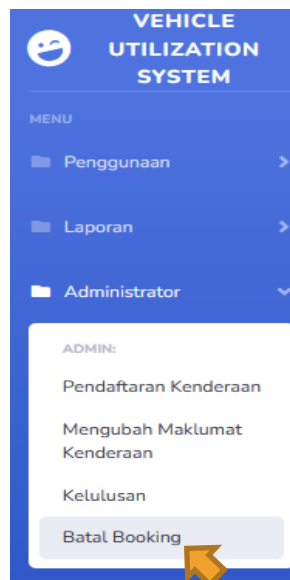 VEHICLE
UTILIZATION
SYSTEM
MENU
Penggunaan
Laporan
Administrator
ADMIN:
Pendaftaran Kenderaan
Mengubah Maklumat
Kenderaan
Kelulusan
Batal Booking